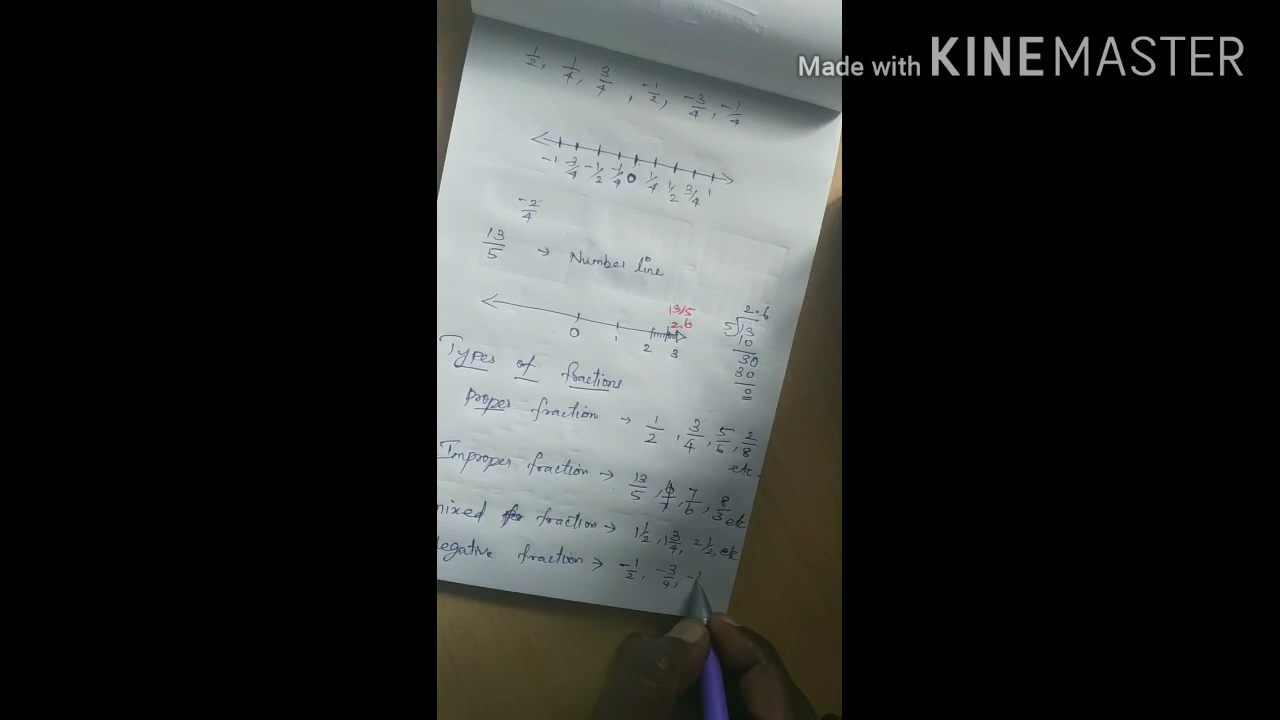 Made with KINEMASTER
1/2, 1/4, 3/4, -1/2, -3/4, -1/4
-1 -3/4 -1/2 -1/4 0 1/4 1/2 3/4 1
-2/4
13/5 → Number line
13/5
2.6
0 1 2 3
2.6
5)13
10
30
30
0
Types of fractions
Proper fraction → 1/2, 3/4, 5/6, 2/8
etc.
Improper fraction → 13/5, 7/6, 8/3 etc
mixed fraction → 1 1/2, 1 3/4, 2 1/2, etc
Negative fraction → -1/2, -3/4, -1